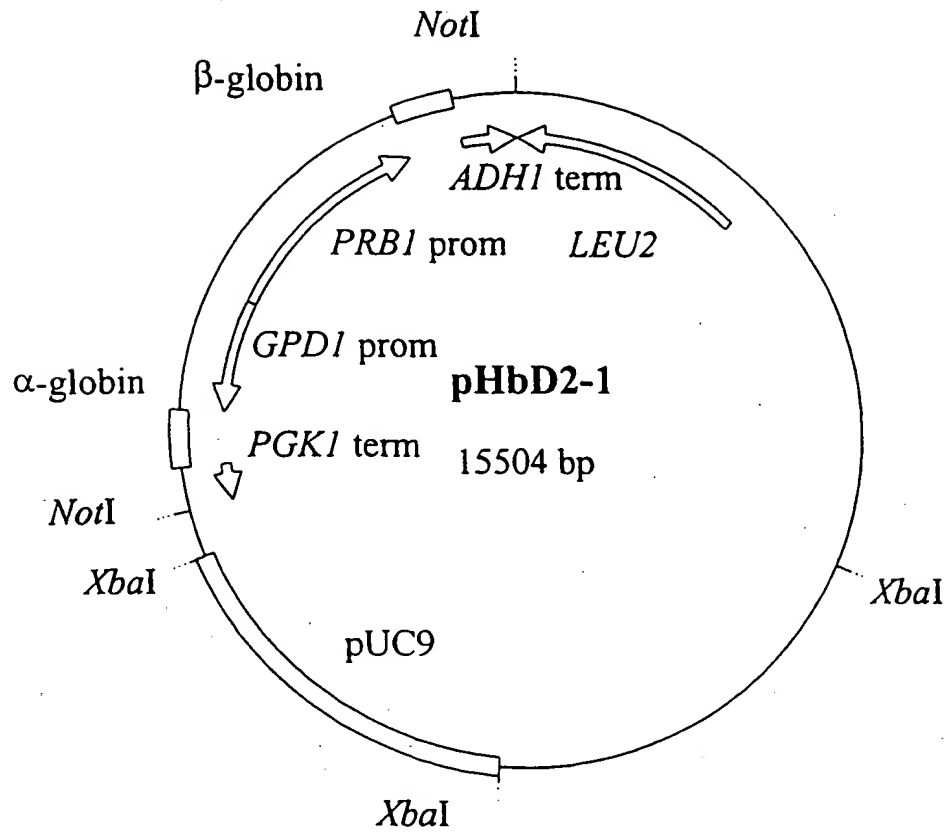 NotI
β-globin
ADH1 term
PRB1 prom
LEU2
GPD1 prom
α-globin
pHbD2-1
PGK1 term
15504 bp
NotI
XbaI
XbaI
pUC9
XbaI